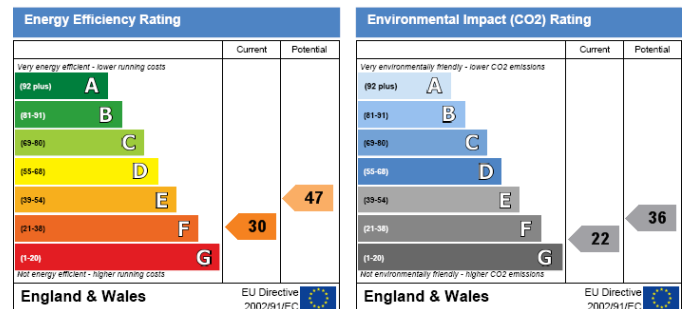 Energy Efficiency Rating
Current Potential
Very energy efficient - lower running costs
(92 plus) A
(81-91) B
(69-80) C
(55-68) D
(39-54) E
47
(21-38) F
30
(1-20) G
Not energy efficient - higher running costs
England & Wales
EU Directive
2002/91/EC
Environmental Impact (CO2) Rating
Current Potential
Very environmentally friendly - lower CO2 emissions
(92 plus) A
(81-91) B
(69-80) C
(55-68) D
(39-54) E
36
(21-38) F
22
(1-20) G
Not environmentally friendly - higher CO2 emissions
England & Wales
EU Directive
2002/91/EC